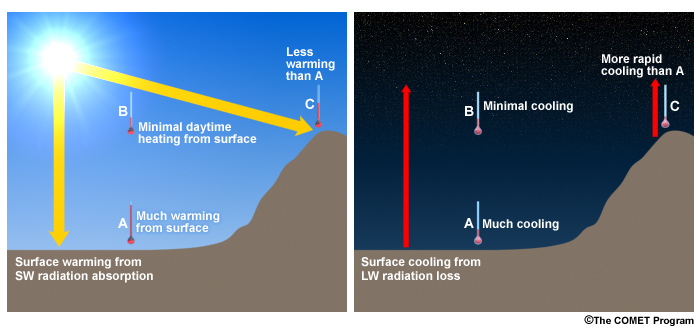 Less
warming
than A
C
B
Minimal daytime
heating from surface
A
Much warming
from surface
Surface warming from
SW radiation absorption
More rapid
cooling than A
C
B
Minimal cooling
A
Much cooling
Surface cooling from
LW radiation loss
©The COMET Program